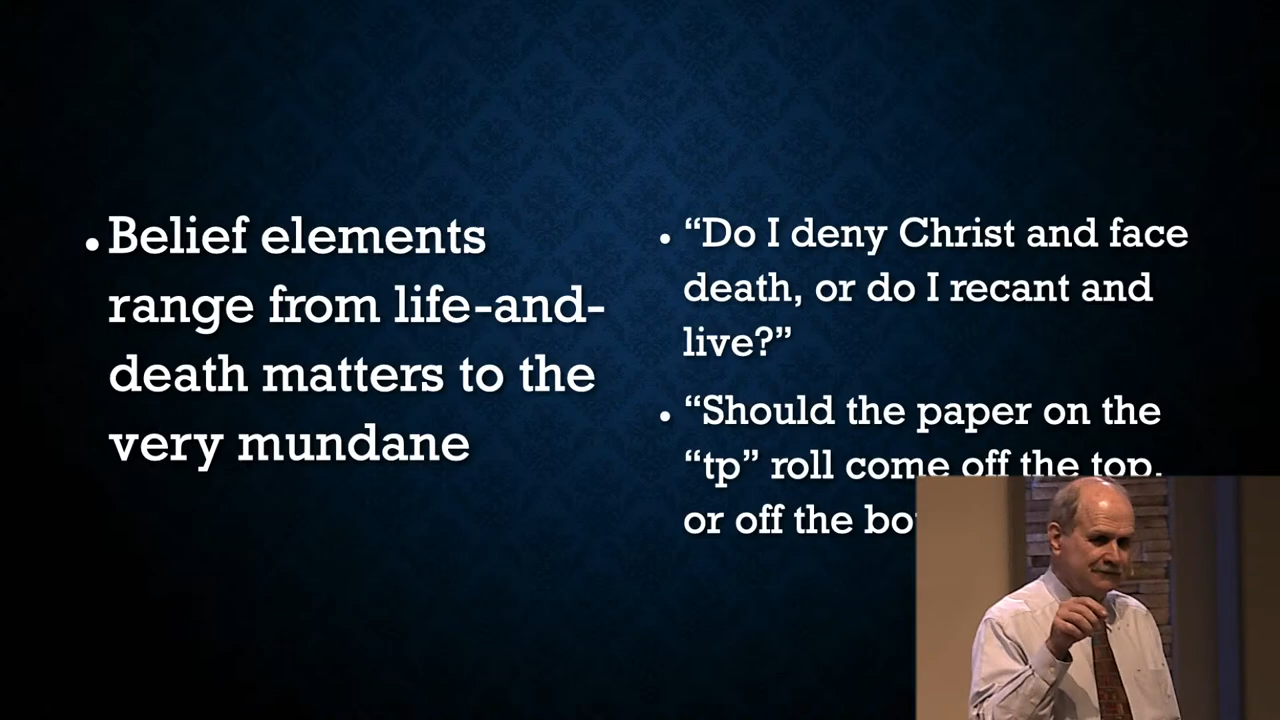 • Belief elements
range from life-and-
death matters to the
very mundane
• “Do I deny Christ and face
death, or do I recant and
live?”
• “Should the paper on the
“tp” roll come off the top,
or off the